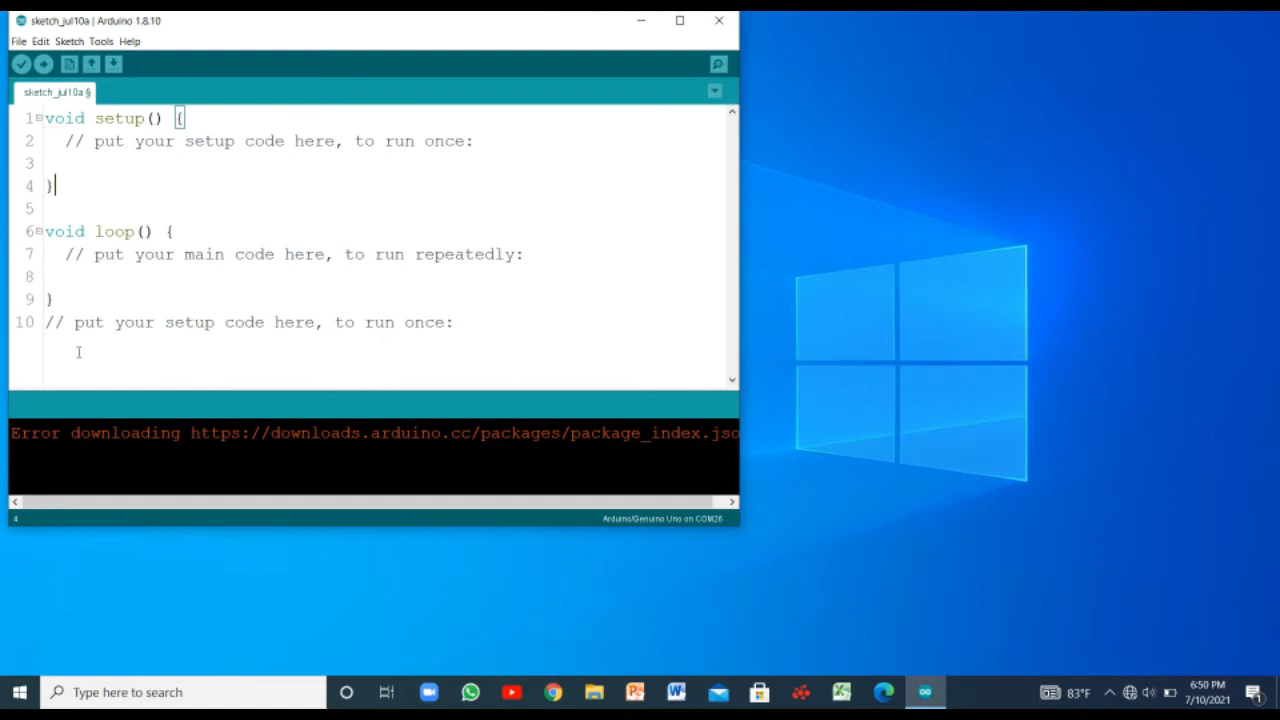 sketch_jul10a | Arduino 1.8.10
File Edit Sketch Tools Help
sketch_jul10a §
1 void setup() {
2 // put your setup code here, to run once:
3
4 }
5
6 void loop() {
7 // put your main code here, to run repeatedly:
8
9 }
10 // put your setup code here, to run once:
Error downloading https://downloads.arduino.cc/packages/package_index.jso
4 Arduino/Genuino Uno on COM26
Type here to search
83°F
6:50 PM
7/10/2021
1